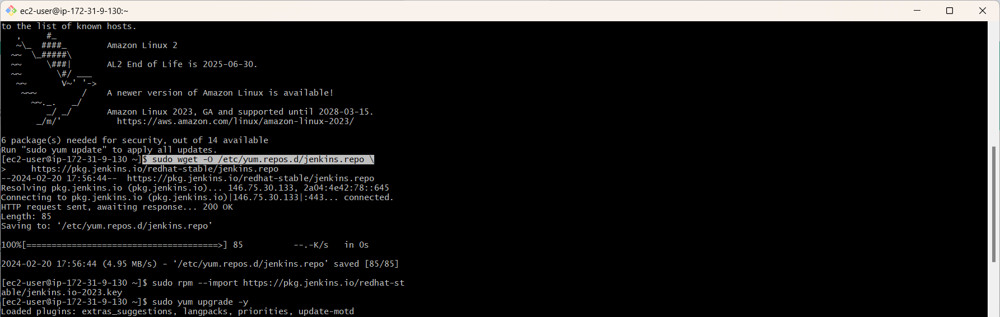 ec2-user@ip-172-31-9-130:~
to the list of known hosts.
   ,     #_
   ~\_  ####_        Amazon Linux 2
  ~~  \_#####\
  ~~     \###|       AL2 End of Life is 2025-06-30.
  ~~       \#/ ___
   ~~       V~' '->
    ~~~         /    A newer version of Amazon Linux is available!
      ~~._.   _/
         _/ _/       Amazon Linux 2023, GA and supported until 2028-03-15.
       _/m/'           https://aws.amazon.com/linux/amazon-linux-2023/
6 package(s) needed for security, out of 14 available
Run "sudo yum update" to apply all updates.
[ec2-user@ip-172-31-9-130 ~]$ sudo wget -O /etc/yum.repos.d/jenkins.repo \
>     https://pkg.jenkins.io/redhat-stable/jenkins.repo
--2024-02-20 17:56:44--  https://pkg.jenkins.io/redhat-stable/jenkins.repo
Resolving pkg.jenkins.io (pkg.jenkins.io)... 146.75.30.133, 2a04:4e42:78::645
Connecting to pkg.jenkins.io (pkg.jenkins.io)|146.75.30.133|:443... connected.
HTTP request sent, awaiting response... 200 OK
Length: 85
Saving to: ‘/etc/yum.repos.d/jenkins.repo’
100%[======================================>] 85          --.-K/s   in 0s
2024-02-20 17:56:44 (4.95 MB/s) - ‘/etc/yum.repos.d/jenkins.repo’ saved [85/85]
[ec2-user@ip-172-31-9-130 ~]$ sudo rpm --import https://pkg.jenkins.io/redhat-st
able/jenkins.io-2023.key
[ec2-user@ip-172-31-9-130 ~]$ sudo yum upgrade -y
Loaded plugins: extras_suggestions, langpacks, priorities, update-motd